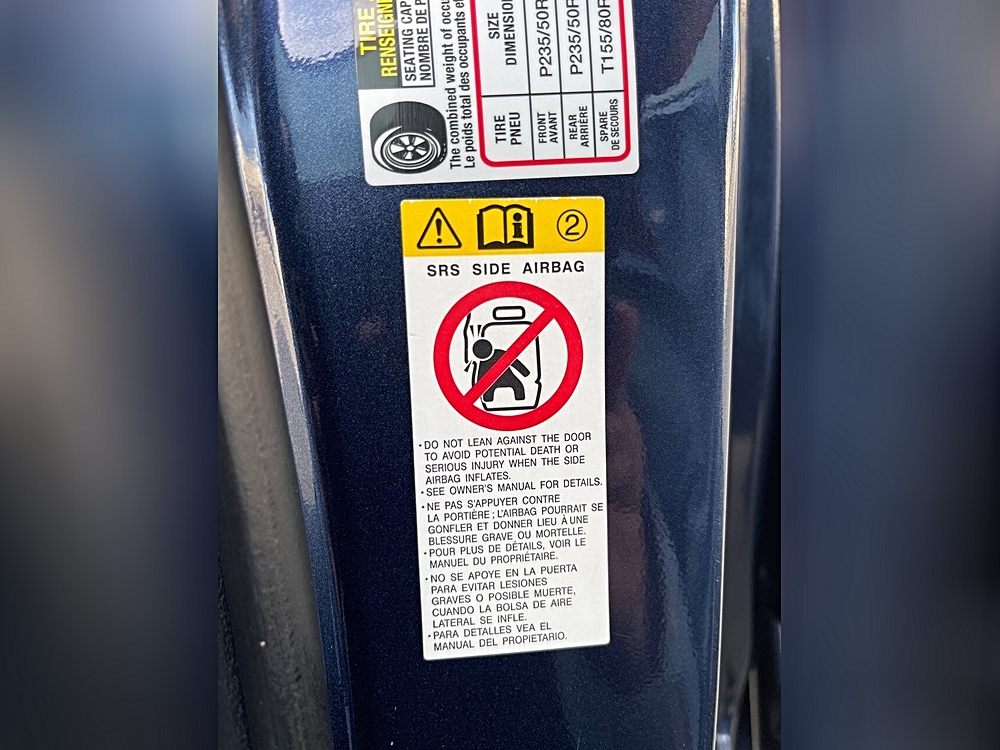 TIRE
RENSEIGNE
SEATING CAP
NOMBRE DE P
The combined weight of occu
Le poids total des occupants et
TIRE
PNEU
SIZE
DIMENSION
FRONT
AVANT
P235/50R
REAR
ARRIÈRE
P235/50R
SPARE
DE SECOURS
T155/80R
2
SRS SIDE AIRBAG
•DO NOT LEAN AGAINST THE DOOR
TO AVOID POTENTIAL DEATH OR
SERIOUS INJURY WHEN THE SIDE
AIRBAG INFLATES.
•SEE OWNER'S MANUAL FOR DETAILS.
•NE PAS S'APPUYER CONTRE
LA PORTIÈRE ; L'AIRBAG POURRAIT SE
GONFLER ET DONNER LIEU À UNE
BLESSURE GRAVE OU MORTELLE.
•POUR PLUS DE DÉTAILS, VOIR LE
MANUEL DU PROPRIÉTAIRE.
•NO SE APOYE EN LA PUERTA
PARA EVITAR LESIONES
GRAVES O POSIBLE MUERTE,
CUANDO LA BOLSA DE AIRE
LATERAL SE INFLE.
•PARA DETALLES VEA EL
MANUAL DEL PROPIETARIO.